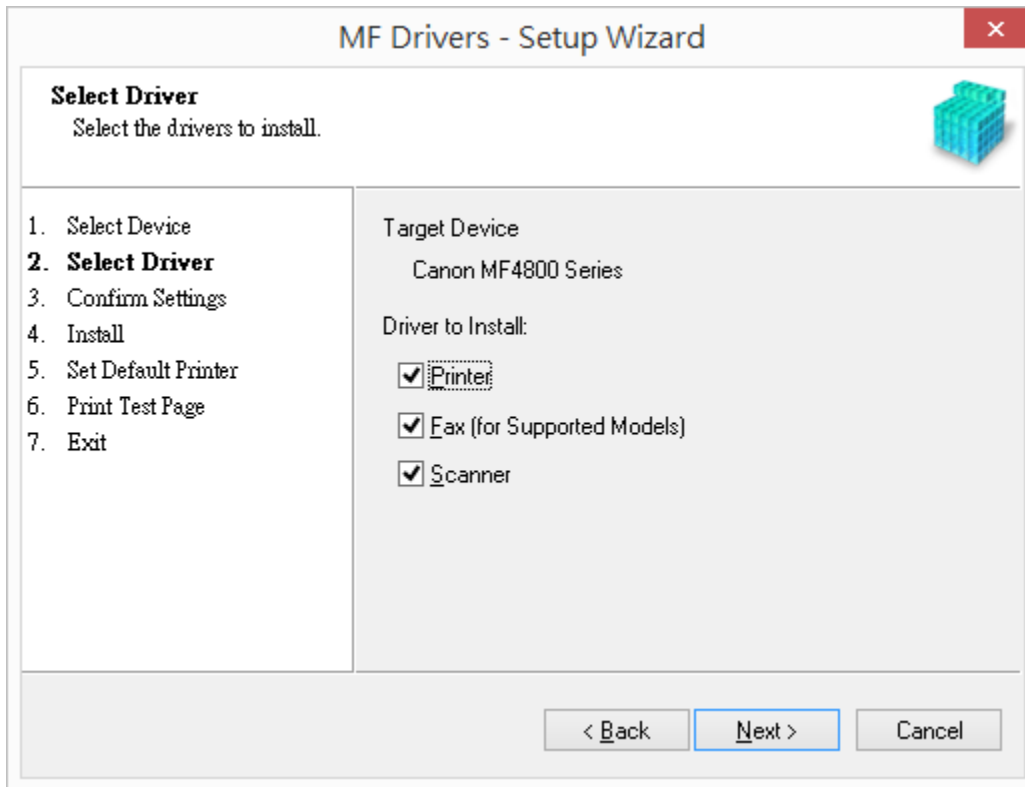 MF Drivers - Setup Wizard
Select Driver
Select the drivers to install.
1. Select Device
2. Select Driver
3. Confirm Settings
4. Install
5. Set Default Printer
6. Print Test Page
7. Exit
Target Device
Canon MF4800 Series
Driver to Install:
Printer
Fax (for Supported Models)
Scanner
< Back
Next >
Cancel